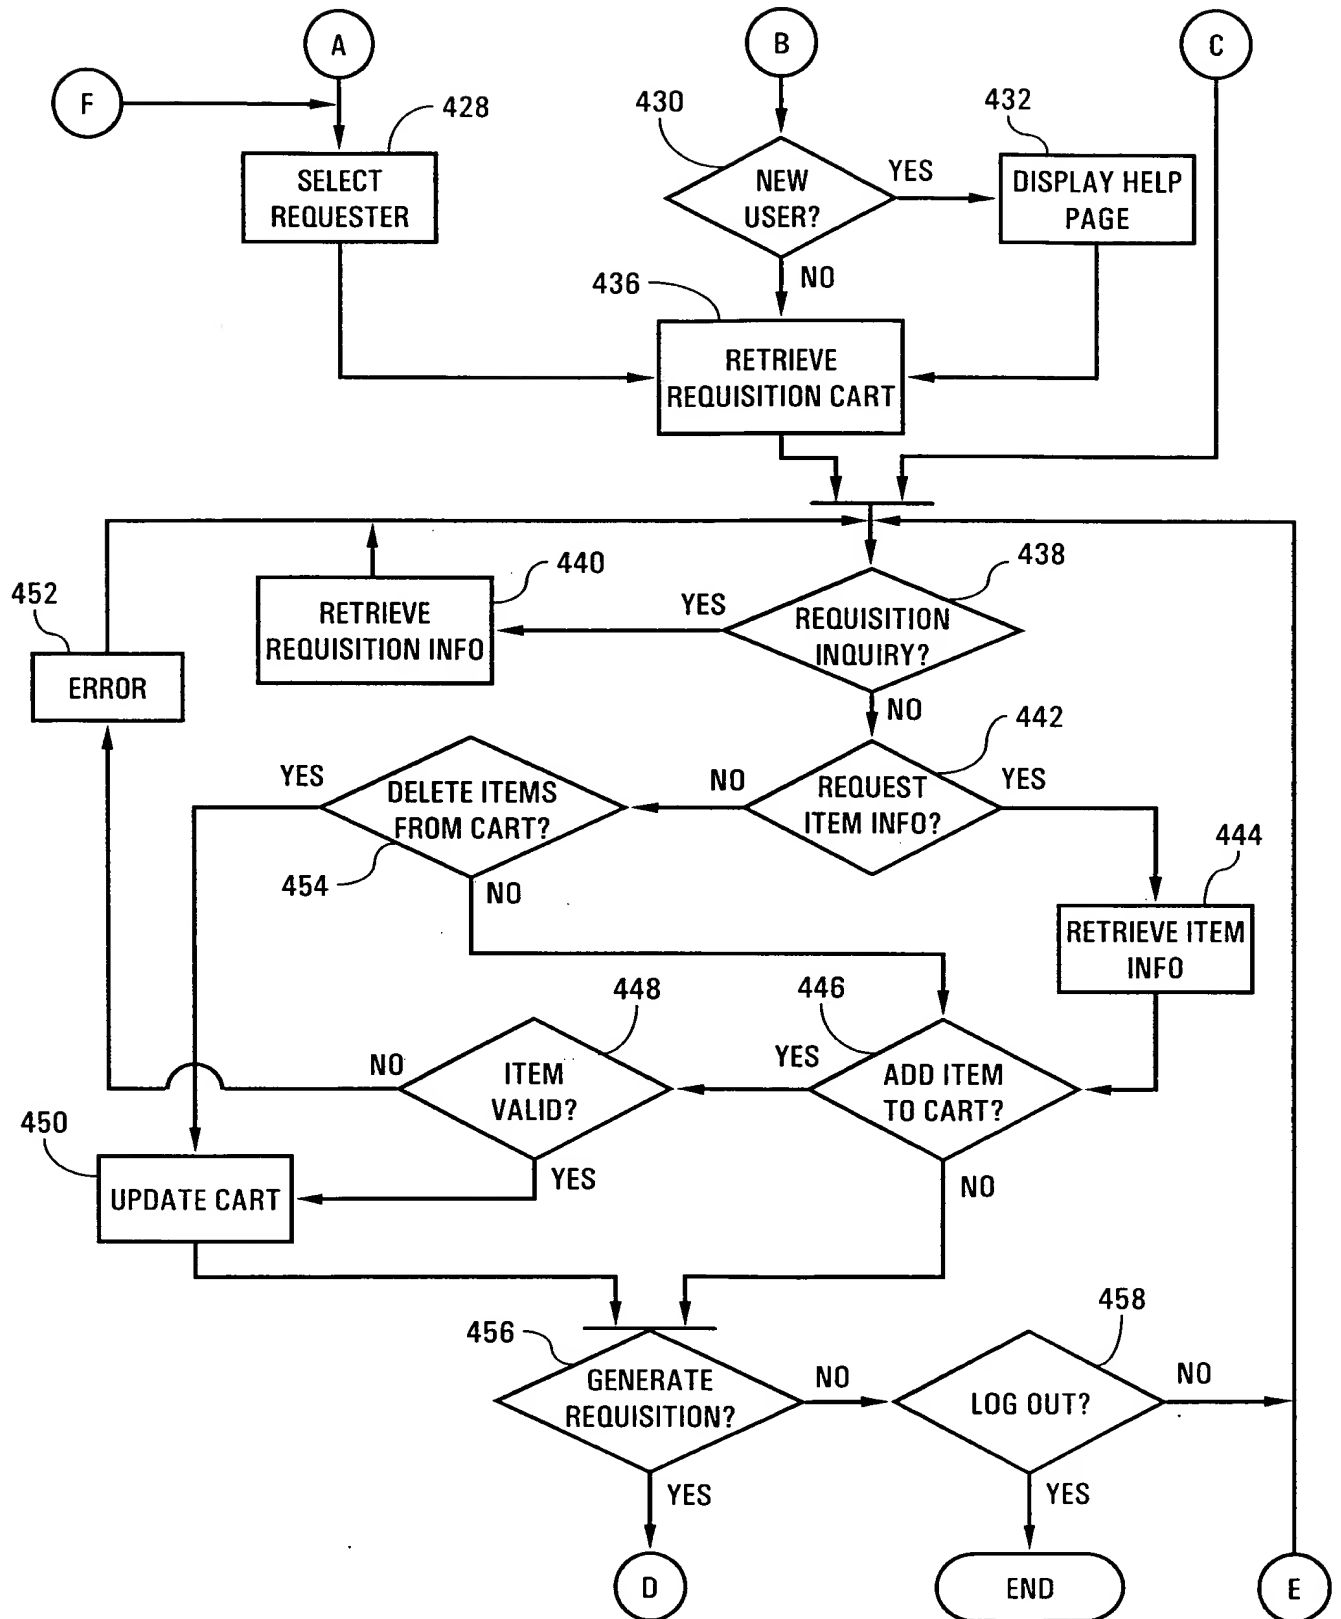 A
B
C
F
428
430
432
SELECT
REQUESTER
NEW
USER?
YES
DISPLAY HELP
PAGE
NO
436
RETRIEVE
REQUISITION CART
438
440
452
RETRIEVE
REQUISITION INFO
YES
REQUISITION
INQUIRY?
ERROR
NO
442
YES
DELETE ITEMS
FROM CART?
NO
REQUEST
ITEM INFO?
YES
444
454
NO
RETRIEVE ITEM
INFO
448
446
NO
ITEM
VALID?
YES
ADD ITEM
TO CART?
450
UPDATE CART
YES
NO
456
458
GENERATE
REQUISITION?
NO
LOG OUT?
NO
YES
YES
D
END
E